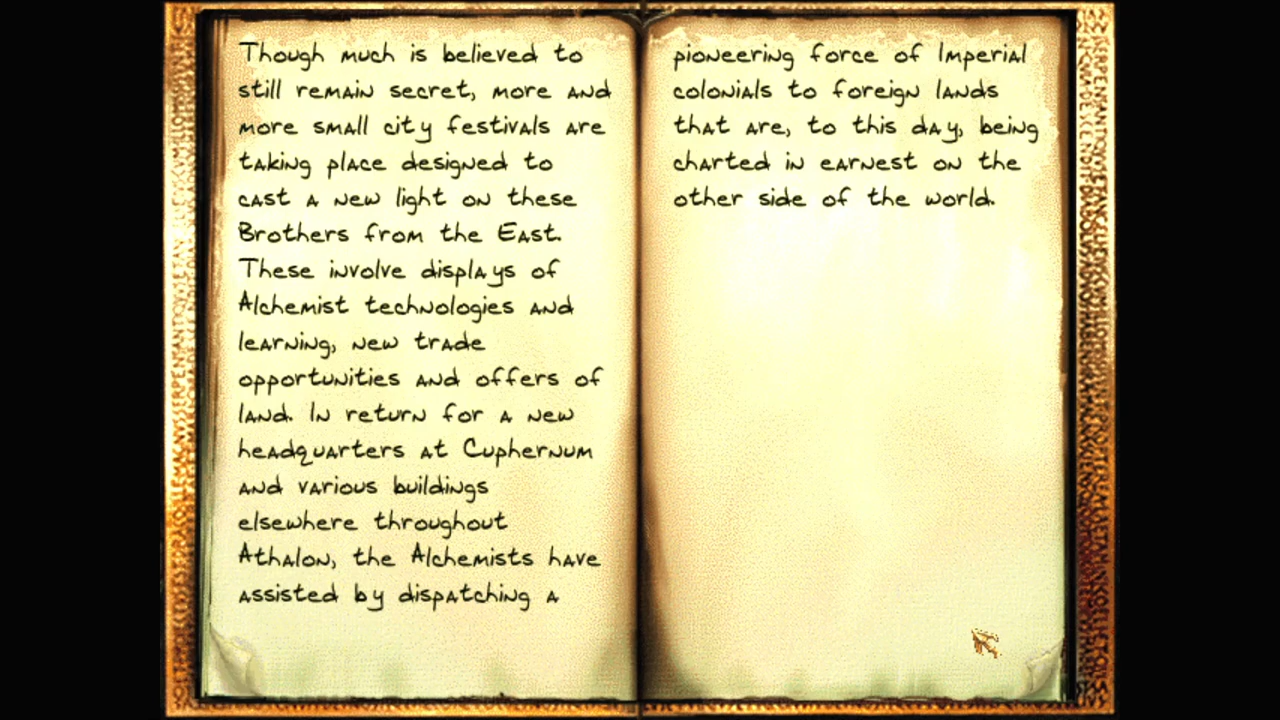 Though much is believed to
still remain secret, more and
more small city festivals are
taking place designed to
cast a new light on these
Brothers from the East.
These involve displays of
Alchemist technologies and
learning, new trade
opportunities and offers of
land. In return for a new
headquarters at Cuphernum
and various buildings
elsewhere throughout
Athalon, the Alchemists have
assisted by dispatching a
pioneering force of Imperial
colonials to foreign lands
that are, to this day, being
charted in earnest on the
other side of the world.